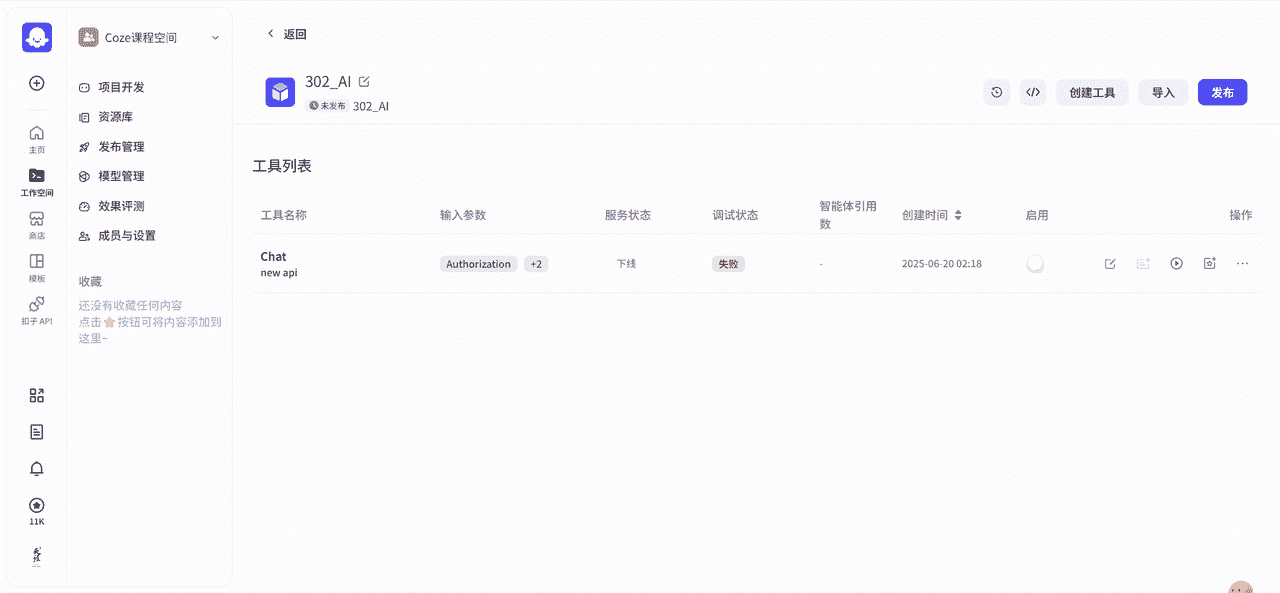 Coze课程空间
项目开发
资源库
发布管理
模型管理
效果评测
成员与设置
收藏
还没有收藏任何内容
点击
按钮可将内容添加到
这里~
主页
工作空间
商店
模板
扣子 API
11K
返回
302_AI
未发布 302_AI
创建工具
导入
发布
工具列表
工具名称
输入参数
服务状态
调试状态
智能体引用
数
创建时间
启用
操作
Chat
new api
Authorization
+2
下线
失败
-
2025-06-20 02:18